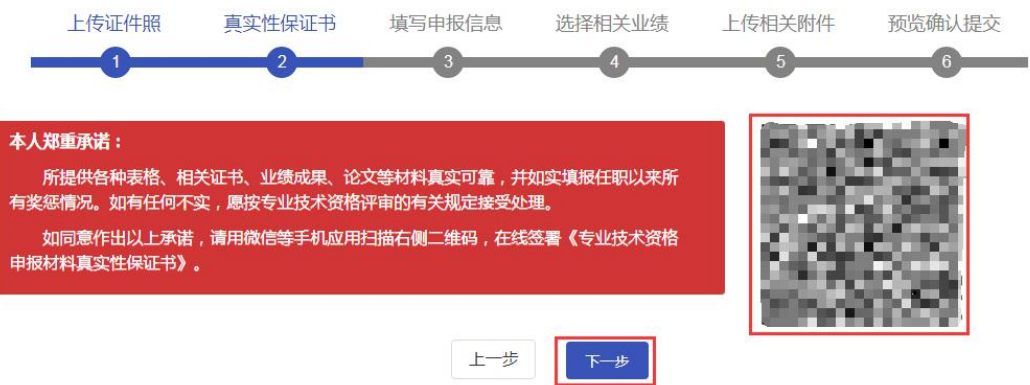 上传证件照 真实性保证书 填写申报信息 选择相关业绩 上传相关附件 预览确认提交
1 2 3 4 5 6
本人郑重承诺：
所提供各种表格、相关证书、业绩成果、论文等材料真实可靠，并如实填报任职以来所
有奖惩情况。如有任何不实，愿按专业技术资格评审的有关规定接受处理。
如同意作出以上承诺，请用微信等手机应用扫描右侧二维码，在线签署《专业技术资格
申报材料真实性保证书》。
上一步 下一步